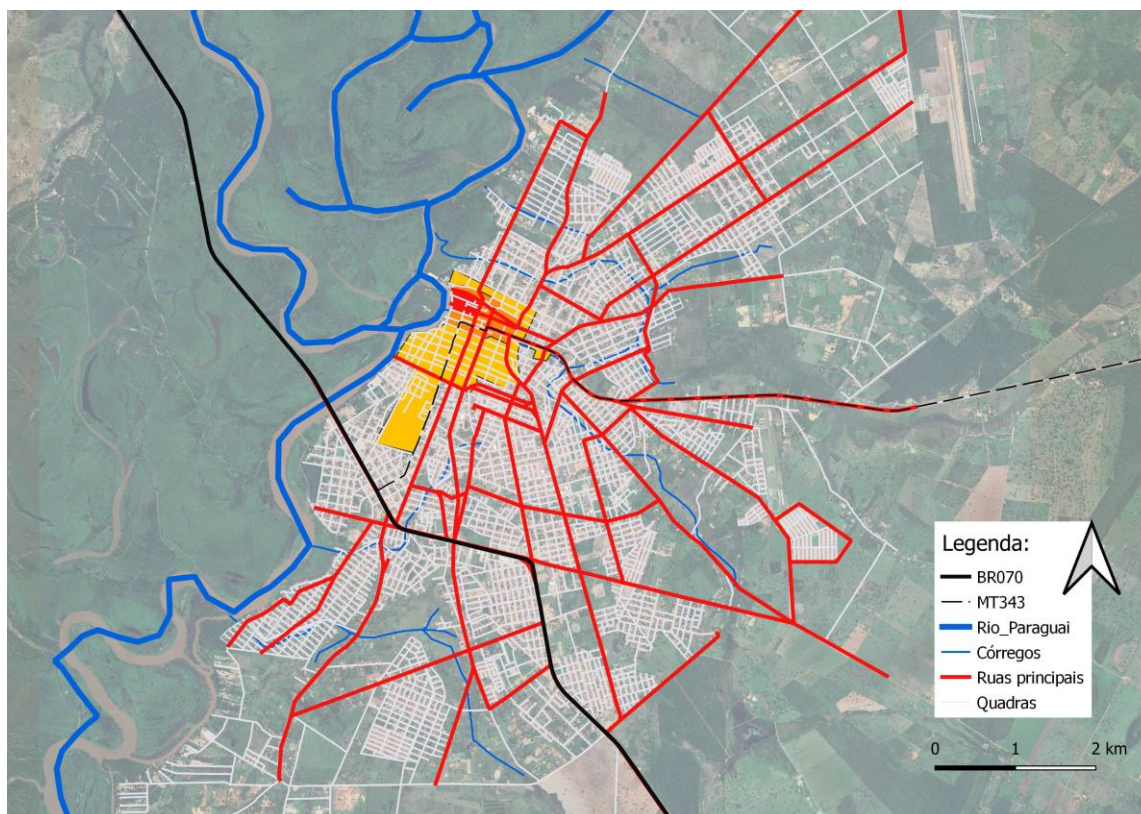 Legenda:
BR070
MT343
Rio_Paraguai
Córregos
Ruas principais
Quadras
0 1 2 km